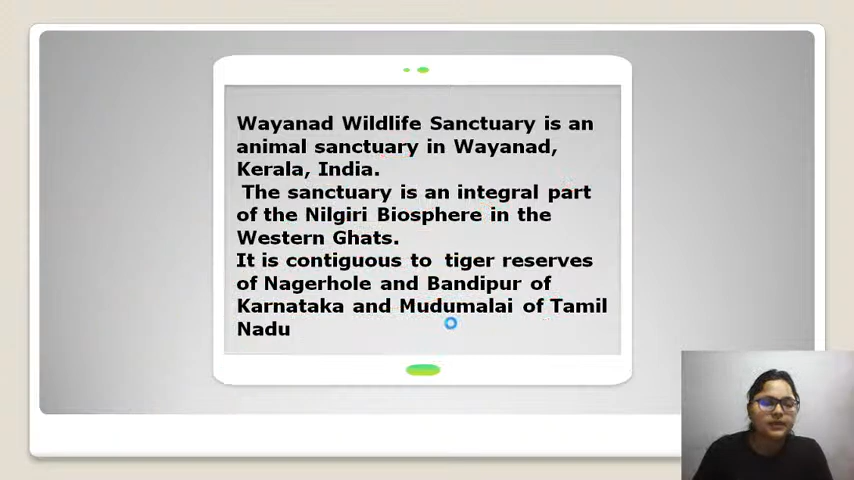 Wayanad Wildlife Sanctuary is an
animal sanctuary in Wayanad,
Kerala, India.
The sanctuary is an integral part
of the Nilgiri Biosphere in the
Western Ghats.
It is contiguous to tiger reserves
of Nagerhole and Bandipur of
Karnataka and Mudumalai of Tamil
Nadu